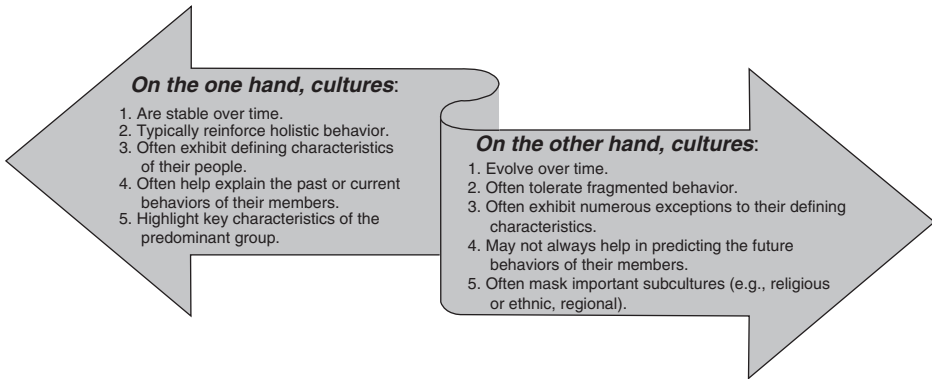 On the one hand, cultures:
1. Are stable over time.
2. Typically reinforce holistic behavior.
3. Often exhibit defining characteristics
of their people.
4. Often help explain the past or current
behaviors of their members.
5. Highlight key characteristics of the
predominant group.
On the other hand, cultures:
1. Evolve over time.
2. Often tolerate fragmented behavior.
3. Often exhibit numerous exceptions to their defining
characteristics.
4. May not always help in predicting the future
behaviors of their members.
5. Often mask important subcultures (e.g., religious
or ethnic, regional).